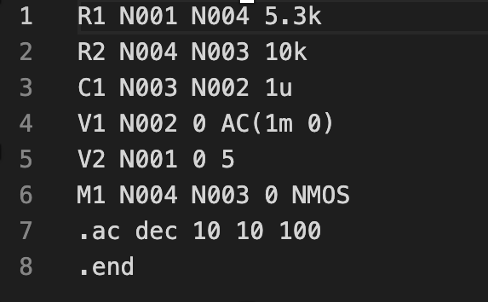 1 R1 N001 N004 5.3k
2 R2 N004 N003 10k
3 C1 N003 N002 1u
4 V1 N002 0 AC(1m 0)
5 V2 N001 0 5
6 M1 N004 N003 0 NMOS
7 .ac dec 10 10 100
8 .end